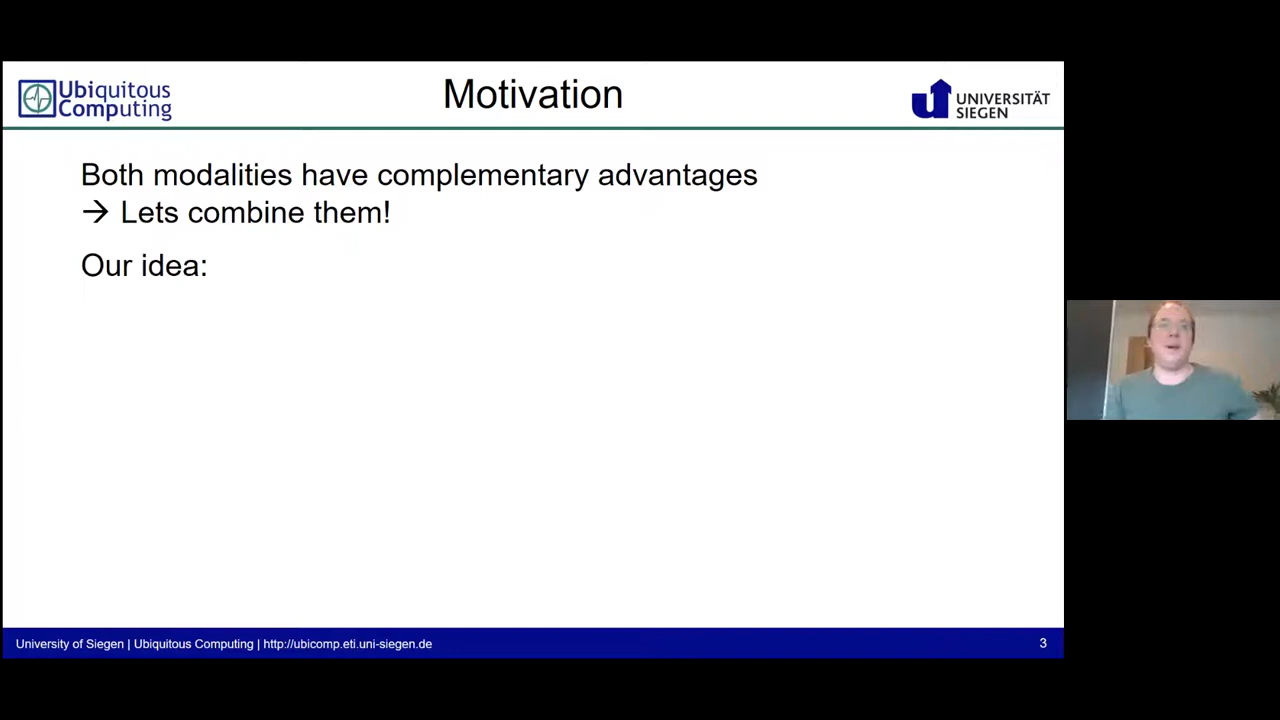 Ubiquitous
Computing
Motivation
UNIVERSITÄT
SIEGEN
Both modalities have complementary advantages
→ Lets combine them!
Our idea:
University of Siegen | Ubiquitous Computing | http://ubicomp.eti.uni-siegen.de
3